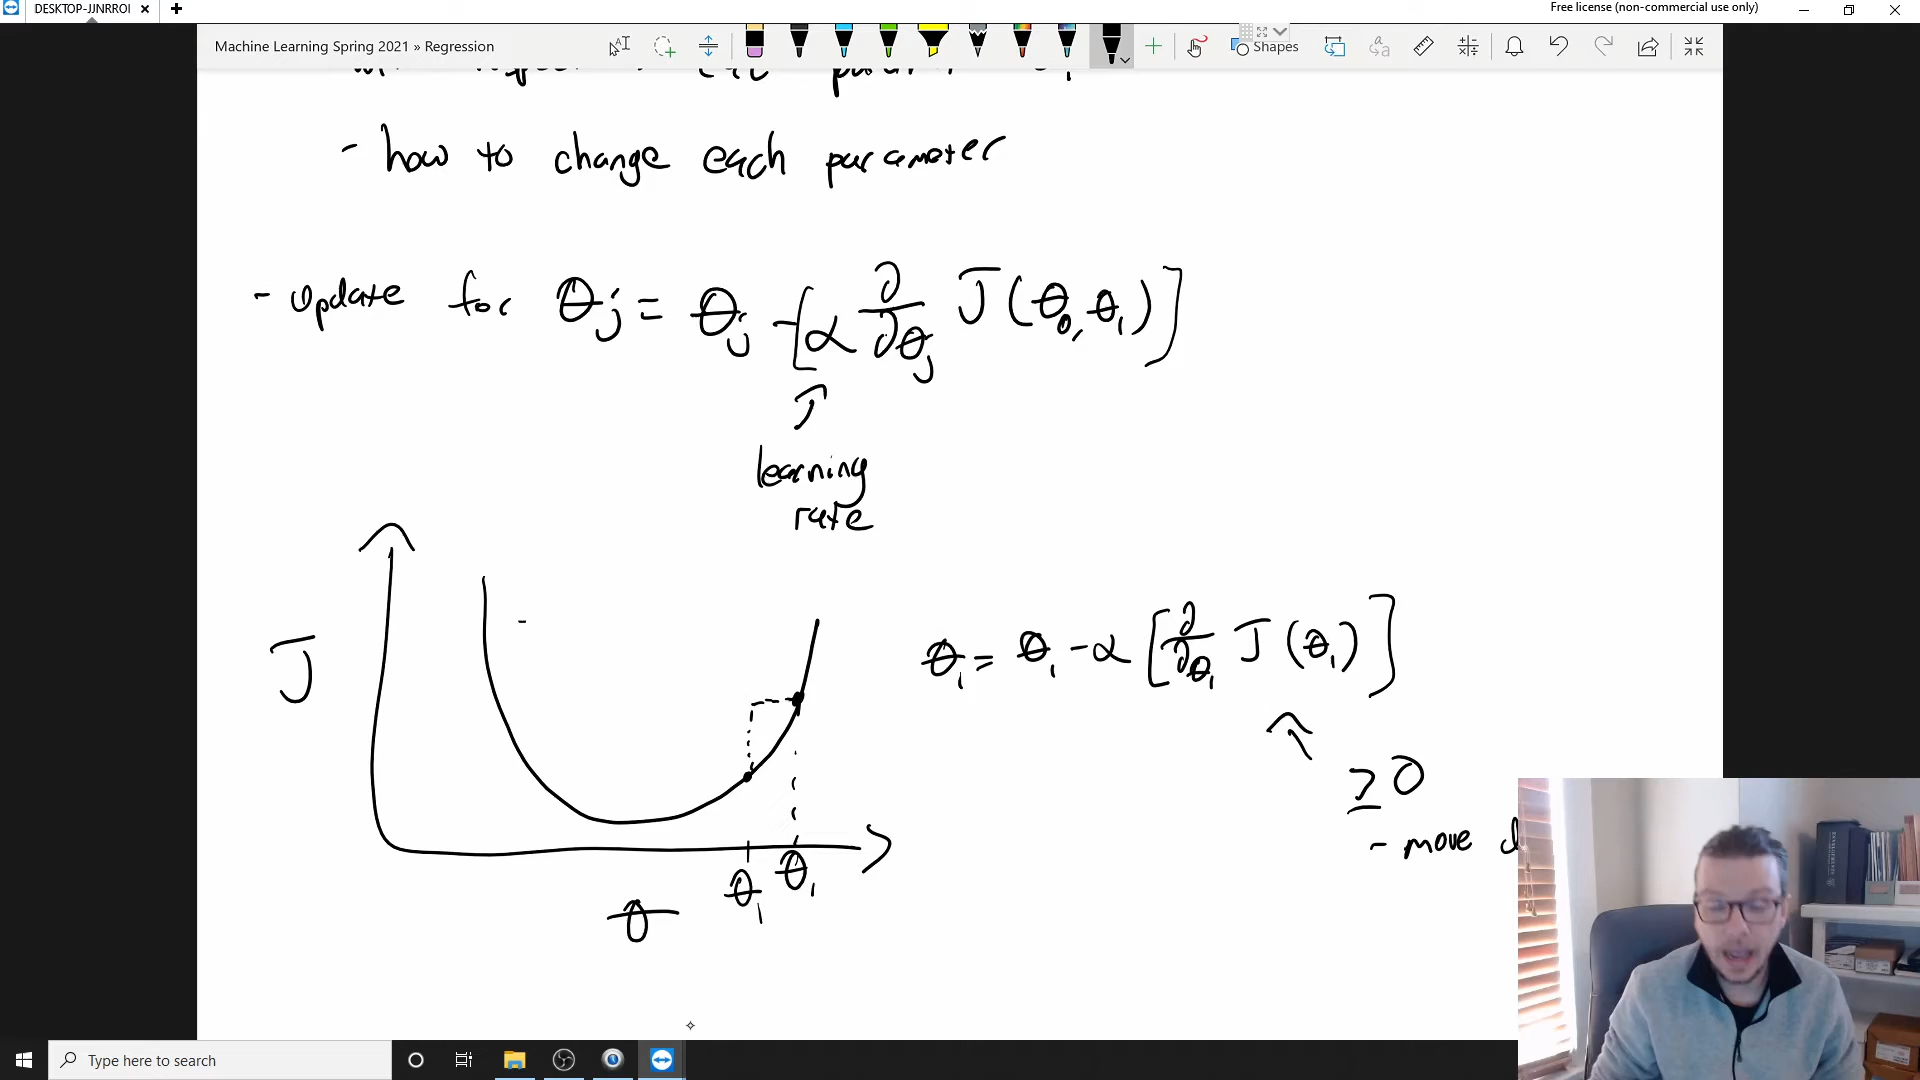 DESKTOP-JJNRROI
Free license (non-commercial use only)
Machine Learning Spring 2021 » Regression
Shapes
- how to change each parameter
- update for θj = θj - [α ∂/∂θj J(θ0, θ1)]
learning
rate
J
θ1 = θ1 - α [∂/∂θ1 J(θ1)]
≥ 0
- move
θ1 θ1
θ
Type here to search